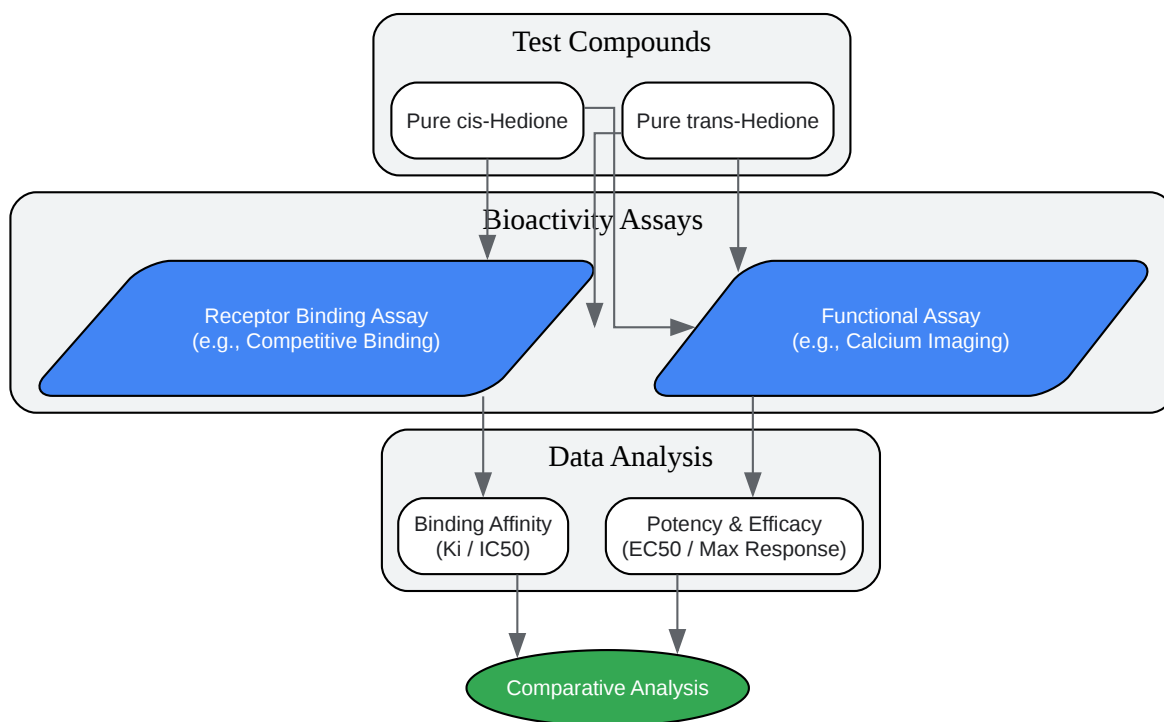 Test Compounds
Pure cis-Hedione
Pure trans-Hedione
Bioactivity Assays
Receptor Binding Assay
(e.g., Competitive Binding)
Functional Assay
(e.g., Calcium Imaging)
Data Analysis
Binding Affinity
(Ki / IC50)
Potency & Efficacy
(EC50 / Max Response)
Comparative Analysis